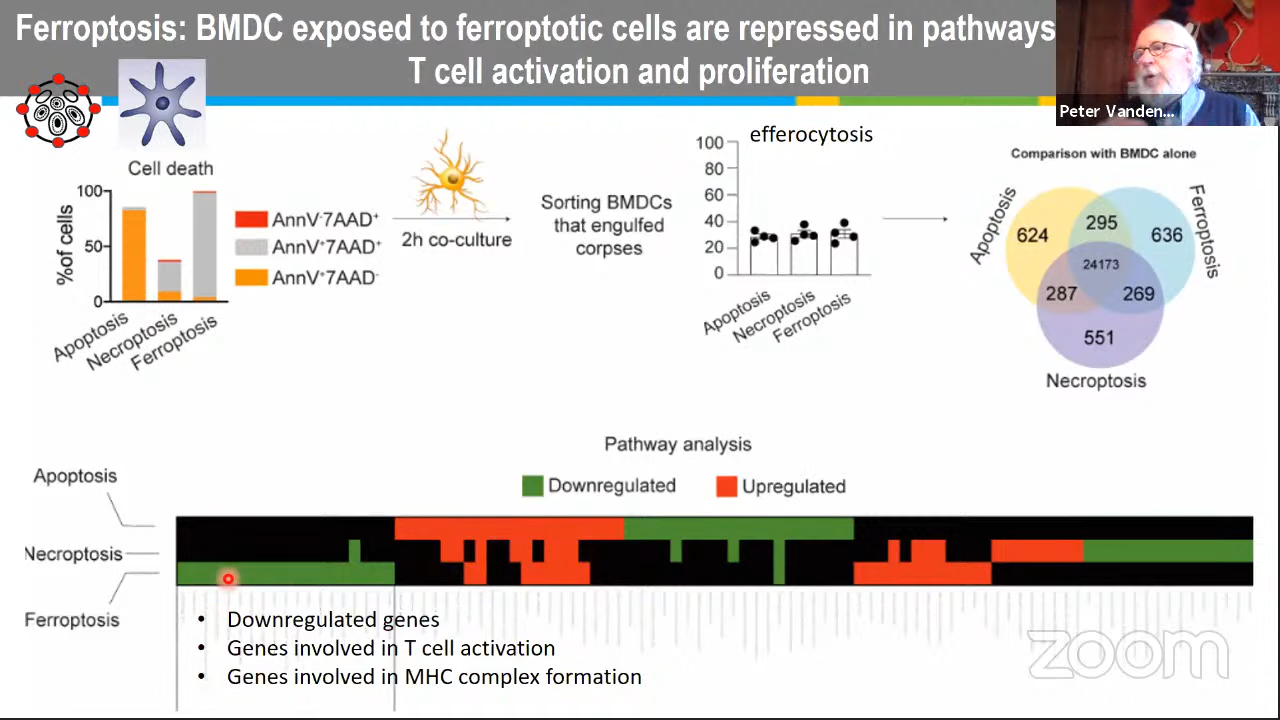 Ferroptosis: BMDC exposed to ferroptotic cells are repressed in pathways
T cell activation and proliferation
Peter Vanden...
Cell death
100
50
0
%of cells
Apoptosis
Necroptosis
Ferroptosis
AnnV-7AAD+
AnnV+7AAD+
AnnV+7AAD-
2h co-culture
Sorting BMDCs
that engulfed
corpses
efferocytosis
100
80
60
40
20
0
Apoptosis
Necroptosis
Ferroptosis
Comparison with BMDC alone
Apoptosis
Ferroptosis
624
295
636
24173
287
269
551
Necroptosis
Pathway analysis
Downregulated
Upregulated
Apoptosis
Necroptosis
Ferroptosis
• Downregulated genes
• Genes involved in T cell activation
• Genes involved in MHC complex formation
zoom